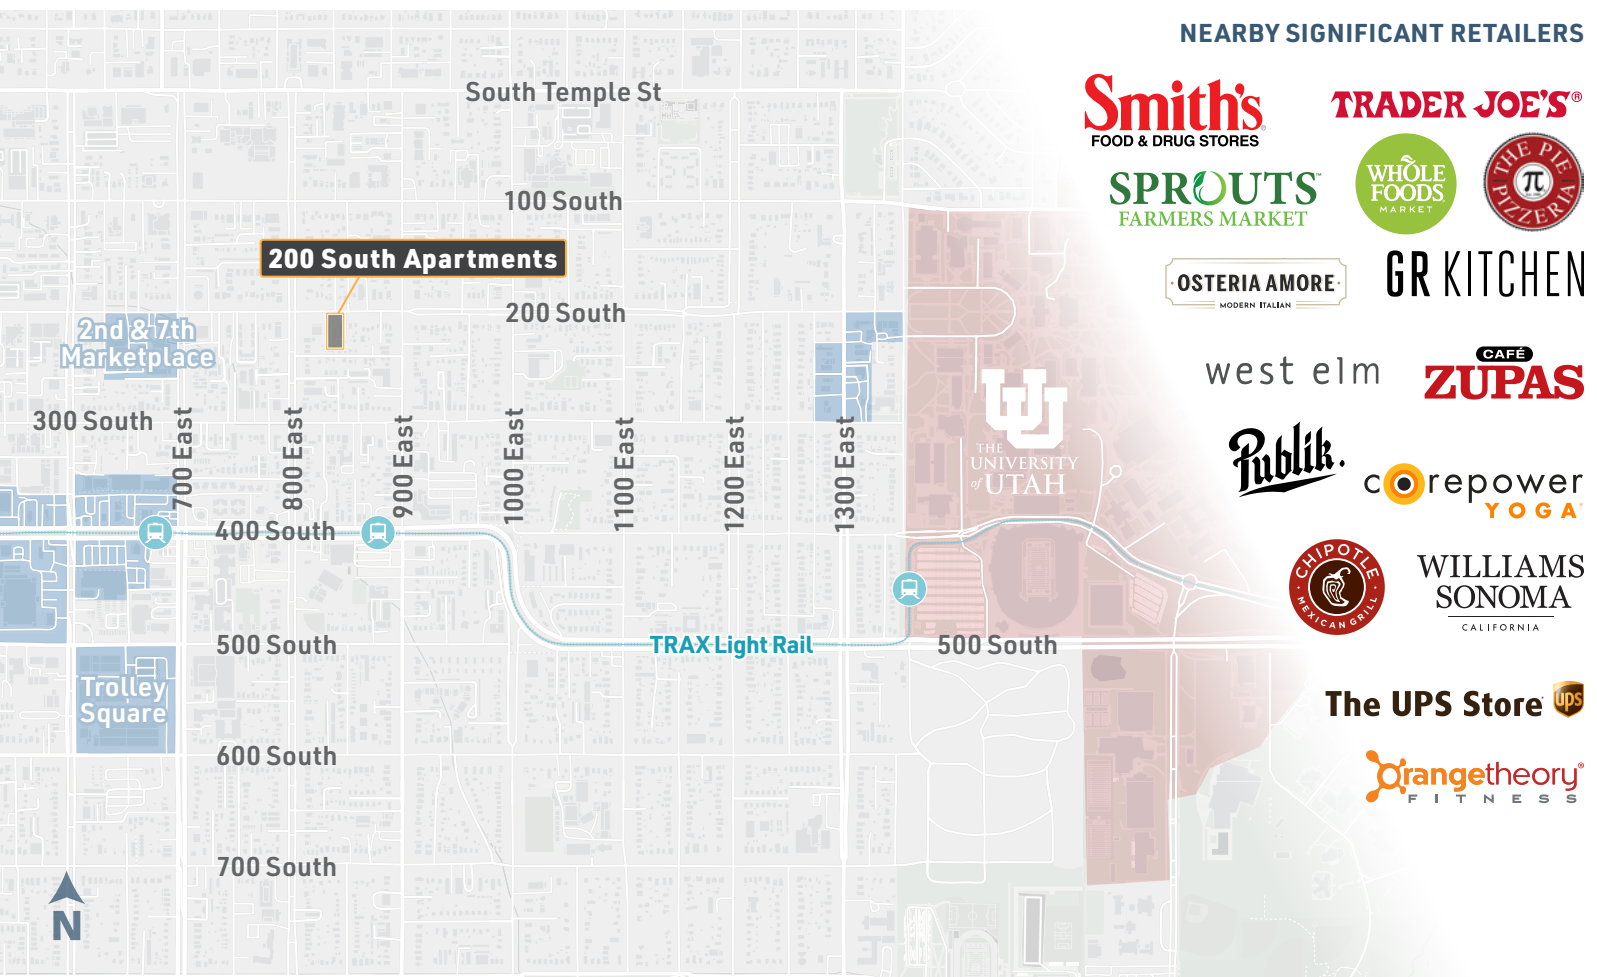 NEARBY SIGNIFICANT RETAILERS
South Temple St
100 South
200 South Apartments
200 South
2nd & 7th
Marketplace
300 South
700 East
800 East
900 East
1000 East
1100 East
1200 East
1300 East
400 South
500 South
TRAX Light Rail
500 South
Trolley
Square
600 South
700 South
N
THE
UNIVERSITY
of UTAH
Smith's
FOOD & DRUG STORES
TRADER JOE'S®
SPROUTS™
FARMERS MARKET
WHOLE
FOODS
MARKET
THE PIE
π
PIZZERIA
OSTERIA AMORE
MODERN ITALIAN
GR KITCHEN
west elm
CAFÉ
ZUPAS
Publik.
corepower
YOGA
CHIPOTLE
MEXICAN GRILL
WILLIAMS
SONOMA
CALIFORNIA
The UPS Store
ups
Orangetheory®
FITNESS